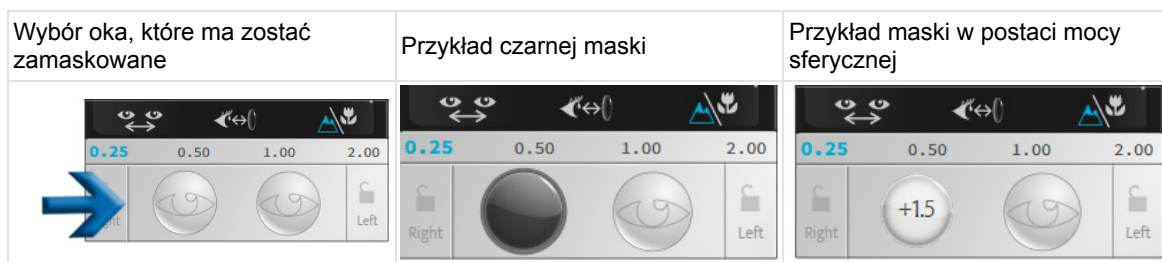 Wybór oka, które ma zostać
zamaskowane
Przykład czarnej maski
Przykład maski w postaci mocy
sferycznej
0.25 0.50 1.00 2.00
Right Left
0.25 0.50 1.00 2.00
Right Left
0.25 0.50 1.00 2.00
+1.5
Right Left